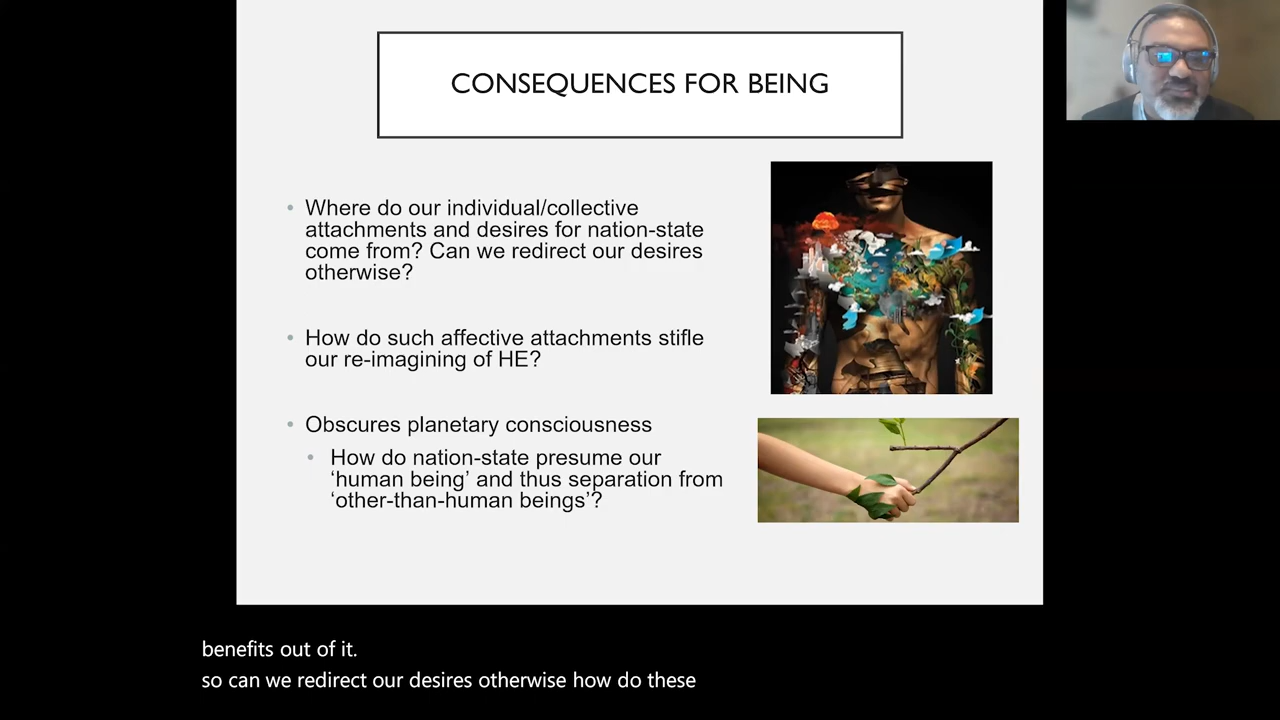 CONSEQUENCES FOR BEING
• Where do our individual/collective
attachments and desires for nation-state
come from? Can we redirect our desires
otherwise?
• How do such affective attachments stifle
our re-imagining of HE?
• Obscures planetary consciousness
• How do nation-state presume our
‘human being’ and thus separation from
‘other-than-human beings’?
benefits out of it.
so can we redirect our desires otherwise how do these